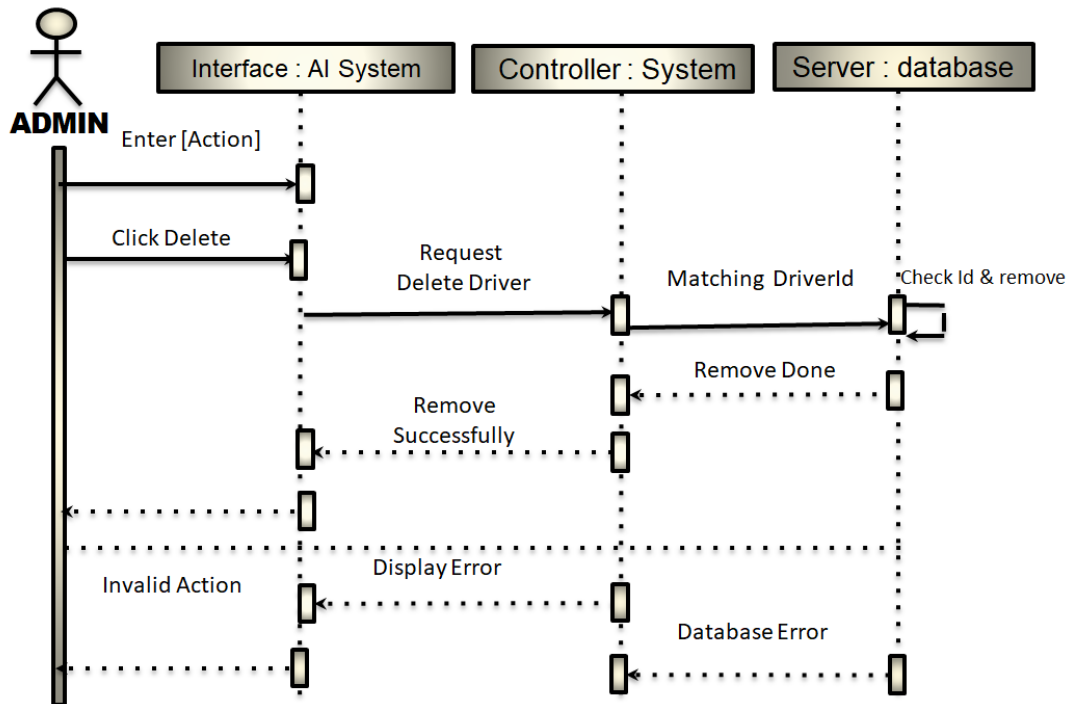 Interface : AI System
Controller : System
Server : database
ADMIN
Enter [Action]
Click Delete
Request
Delete Driver
Matching DriverId
Check Id & remove
Remove Done
Remove
Successfully
Invalid Action
Display Error
Database Error